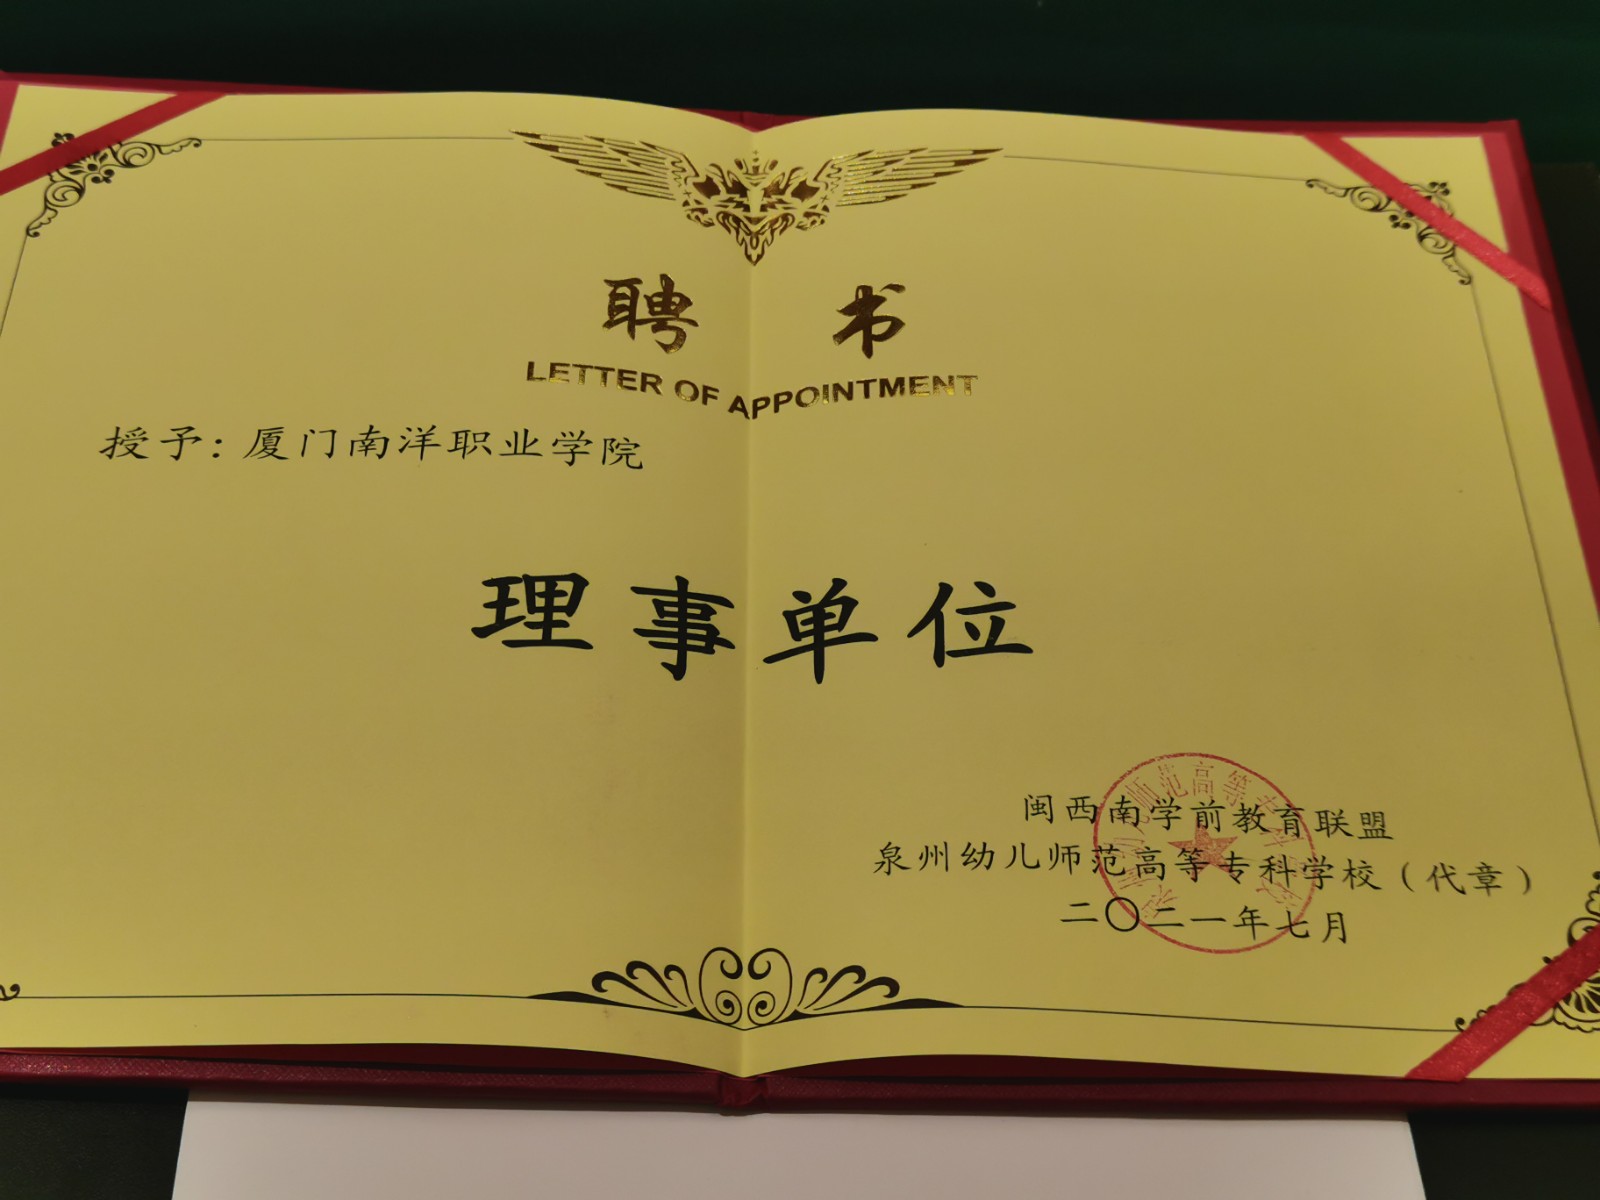 聘 书
LETTER OF APPOINTMENT
授予：厦门南洋职业学院
理事单位
闽西南学前教育联盟
泉州幼儿师范高等专科学校（代章）
二〇二一年七月